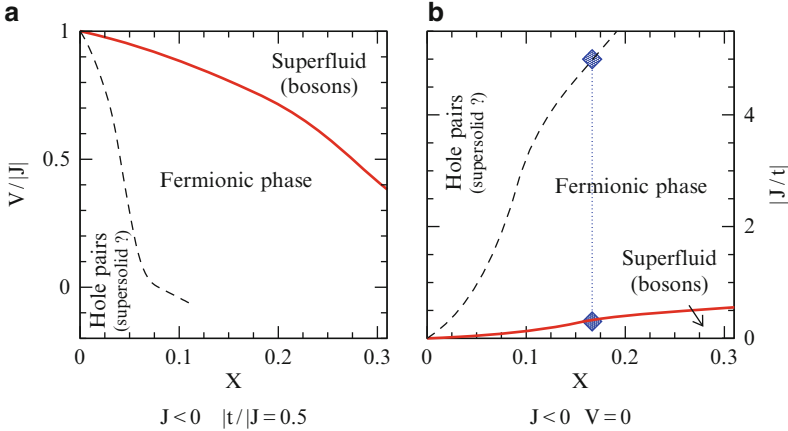 a
b
1
0.5
0
V/|J|
Superfluid
(bosons)
Fermionic phase
Hole pairs
(supersolid ?)
0
0.1
0.2
0.3
X
J<0 |t/|J=0.5
Hole pairs
(supersolid ?)
Fermionic phase
Superfluid
(bosons)
4
2
0
|J/t|
0
0.1
0.2
0.3
X
J<0 V=0